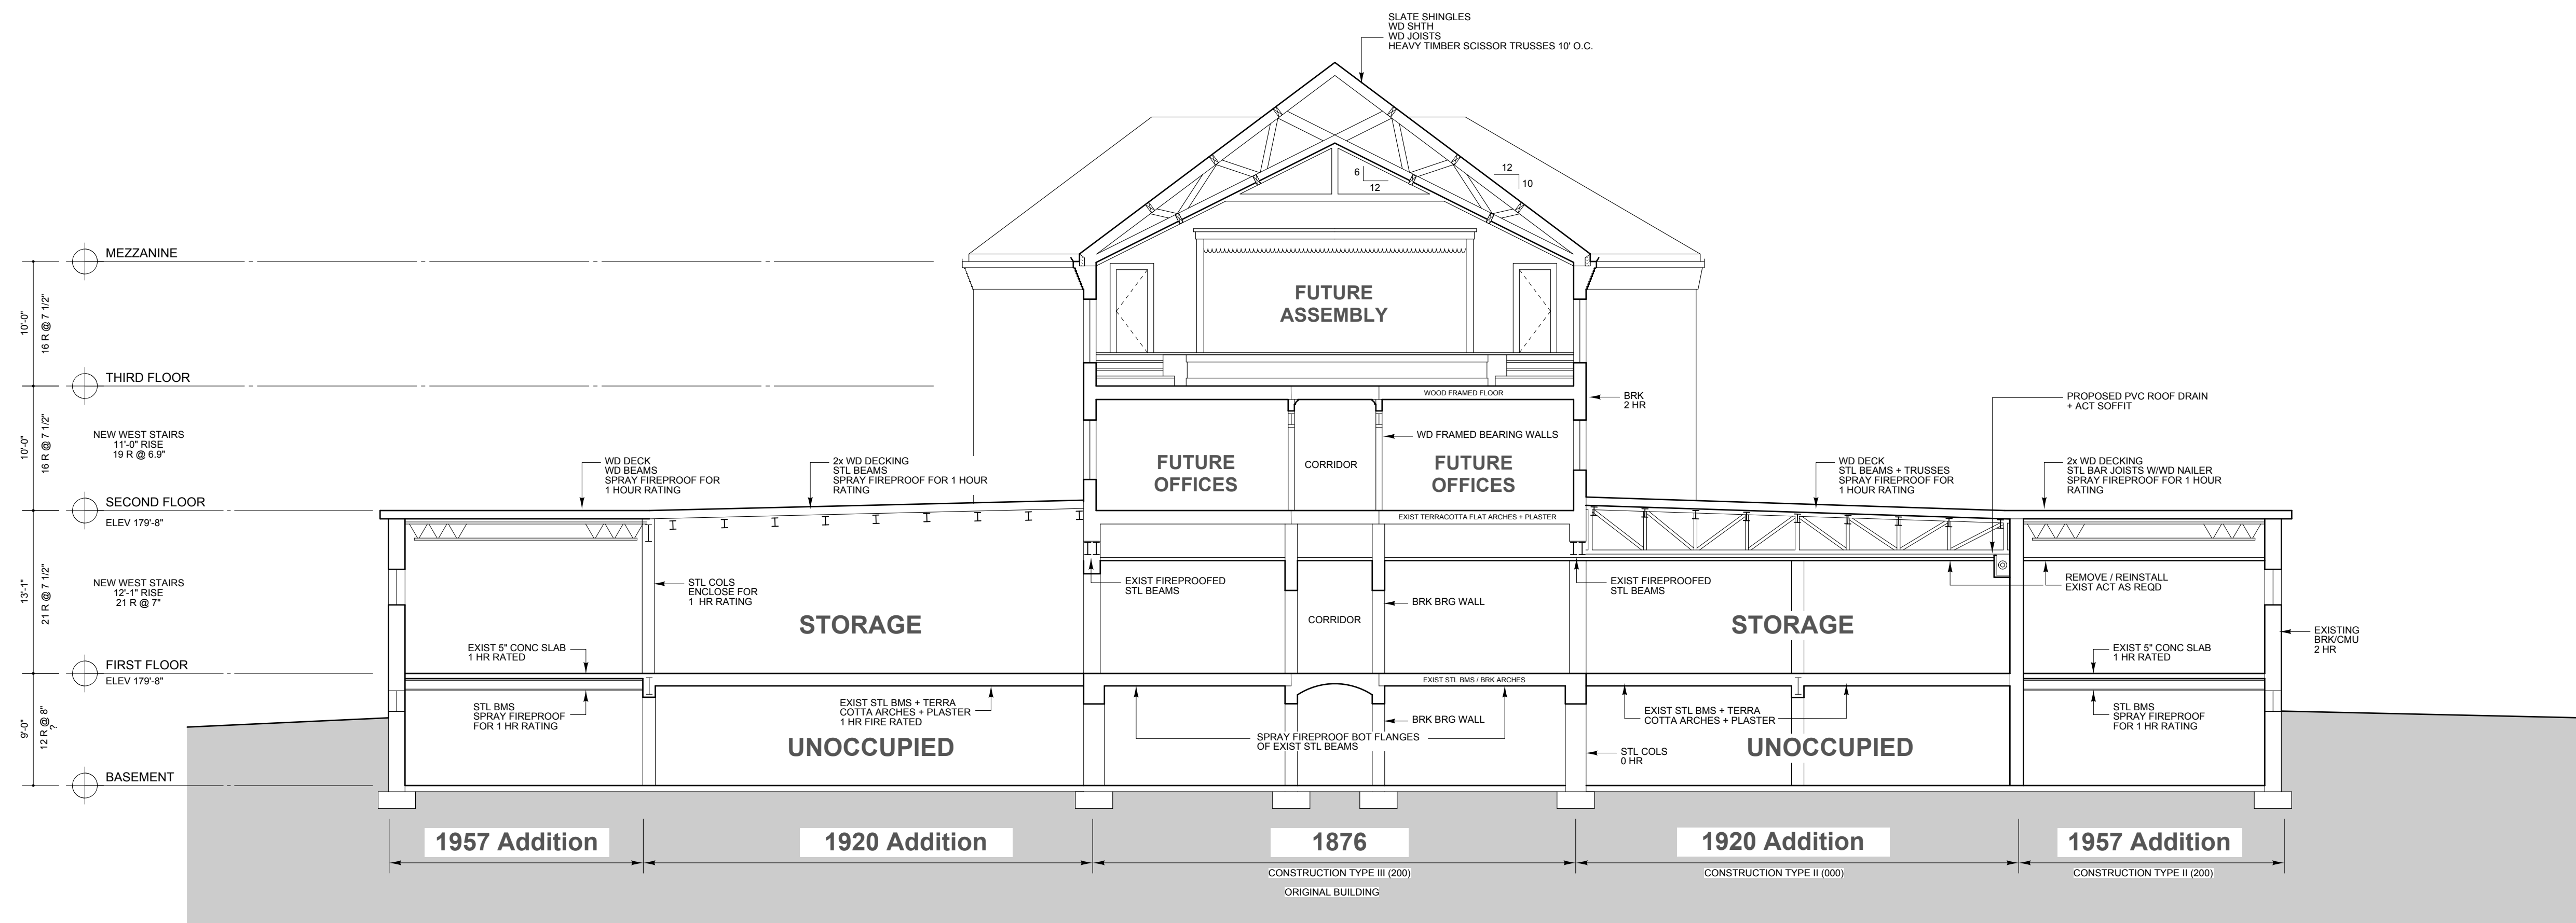 SLATE SHINGLES
WD SHTH
WD JOISTS
HEAVY TIMBER SCISSOR TRUSSES 10' O.C.
6
12
12
10
MEZZANINE
10'-0"
16 R @ 7 1/2"
FUTURE
ASSEMBLY
THIRD FLOOR
WOOD FRAMED FLOOR
BRK
2 HR
PROPOSED PVC ROOF DRAIN
+ ACT SOFFIT
10'-0"
16 R @ 7 1/2"
NEW WEST STAIRS
11'-0" RISE
19 R @ 6.9"
WD FRAMED BEARING WALLS
WD DECK
WD BEAMS
SPRAY FIREPROOF FOR
1 HOUR RATING
2x WD DECKING
STL BEAMS
SPRAY FIREPROOF FOR 1 HOUR
RATING
FUTURE
OFFICES
CORRIDOR
FUTURE
OFFICES
WD DECK
STL BEAMS + TRUSSES
SPRAY FIREPROOF FOR
1 HOUR RATING
2x WD DECKING
STL BAR JOISTS W/WD NAILER
SPRAY FIREPROOF FOR 1 HOUR
RATING
SECOND FLOOR
ELEV 179'-8"
EXIST TERRACOTTA FLAT ARCHES + PLASTER
13'-1"
21 R @ 7 1/2"
NEW WEST STAIRS
12'-1" RISE
21 R @ 7"
STL COLS
ENCLOSE FOR
1 HR RATING
EXIST FIREPROOFED
STL BEAMS
BRK BRG WALL
EXIST FIREPROOFED
STL BEAMS
REMOVE / REINSTALL
EXIST ACT AS REQD
STORAGE
CORRIDOR
STORAGE
EXISTING
BRK/CMU
2 HR
EXIST 5" CONC SLAB
1 HR RATED
EXIST 5" CONC SLAB
1 HR RATED
FIRST FLOOR
ELEV 179'-8"
EXIST STL BMS / BRK ARCHES
9'-0"
12 R @ 8"
?
STL BMS
SPRAY FIREPROOF
FOR 1 HR RATING
EXIST STL BMS + TERRA
COTTA ARCHES + PLASTER
1 HR FIRE RATED
BRK BRG WALL
EXIST STL BMS + TERRA
COTTA ARCHES + PLASTER
STL BMS
SPRAY FIREPROOF
FOR 1 HR RATING
UNOCCUPIED
SPRAY FIREPROOF BOT FLANGES
OF EXIST STL BEAMS
STL COLS
0 HR
UNOCCUPIED
BASEMENT
1957 Addition
1920 Addition
1876
1920 Addition
1957 Addition
CONSTRUCTION TYPE III (200)
CONSTRUCTION TYPE II (000)
CONSTRUCTION TYPE II (200)
ORIGINAL BUILDING